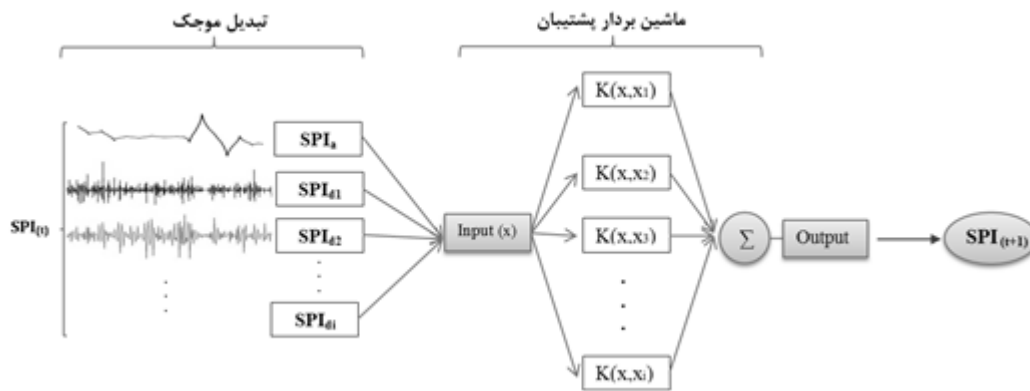 تبدیل موجک
ماشین بردار پشتیبان
SPI(t)
SPIa
SPId1
SPId2
SPIdi
Input (x)
K(x,x1)
K(x,x2)
K(x,x3)
K(x,xi)
∑
Output
SPI(t+1)